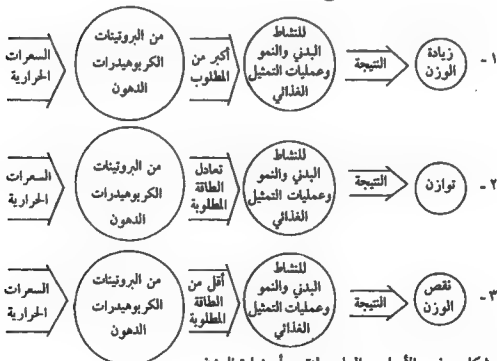 ١ -
السعرات
الحرارية
من البروتينات
الكربوهيدرات
الدهون
أكبر من
المطلوب
للنشاط
البدني والنمو
وعمليات التمثيل
الغذائي
النتيجة
زيادة
الوزن
٢ -
السعرات
الحرارية
من البروتينات
الكربوهيدرات
الدهون
تعادل
الطاقة
المطلوبة
للنشاط
البدني والنمو
وعمليات التمثيل
الغذائي
النتيجة
توازن
٣ -
السعرات
الحرارية
من البروتينات
الكربوهيدرات
الدهون
أقل من
الطاقة
المطلوبة
للنشاط
البدني والنمو
وعمليات التمثيل
الغذائي
النتيجة
نقص
الوزن